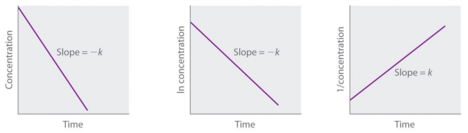 Concentration
Slope = −k
Time
ln concentration
Slope = −k
Time
1/concentration
Slope = k
Time